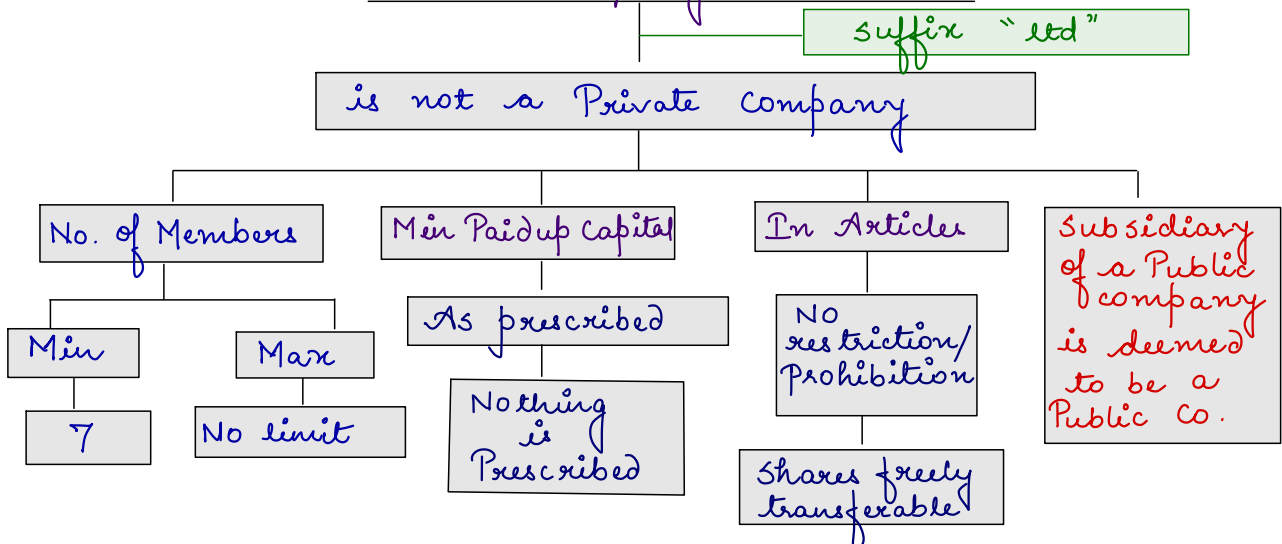 suffix "ltd"
is not a Private company
No. of Members
Min Paidup Capital
In Articles
Subsidiary
of a Public
company
is deemed
to be a
Public Co.
As prescribed
No
restriction/
Prohibition
Min
Max
7
No limit
Nothing
is
Prescribed
Shares freely
transferable